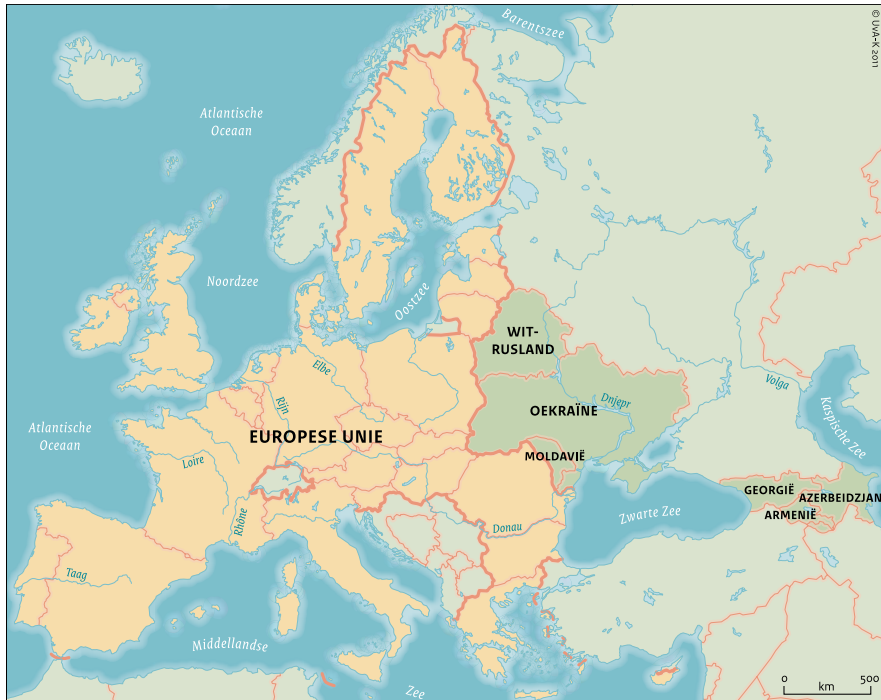 © UvA-K 2011
Barentszee
Atlantische
Oceaan
Noordzee
Oostzee
WIT-
RUSLAND
Elbe
Rijn
Volga
Dnjepr
OEKRAÏNE
Kaspische Zee
Atlantische
Oceaan
EUROPESE UNIE
MOLDAVIË
Loire
GEORGIË
AZERBEIDZJAN
ARMENIË
Zwarte Zee
Rhône
Donau
Taag
Middellandse
Zee
0
500
km